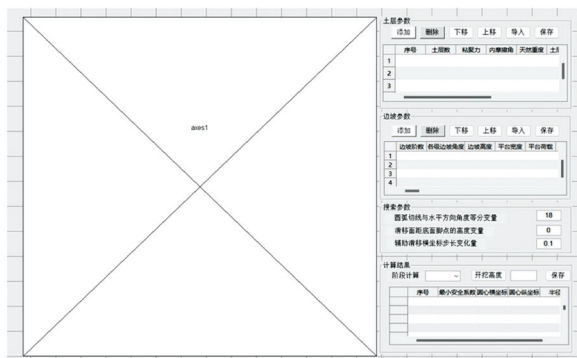 axes1
土层参数
添加 删除 下移 上移 导入 保存
序号 土层数 粘聚力 内摩擦角 天然重度 土层
1
2
3
边坡参数
添加 删除 下移 上移 导入 保存
边坡阶数 各级边坡角度 边坡高度 平台宽度 平台荷载
1
2
3
4
搜索参数
圆弧切线与水平方向角度等分变量 18
滑移面距底面脚点的高度变量 0
辅助滑移横坐标步长变化量 0.1
计算结果
阶段计算 开挖高度 保存
序号 最小安全系数 圆心横坐标 圆心纵坐标 半径